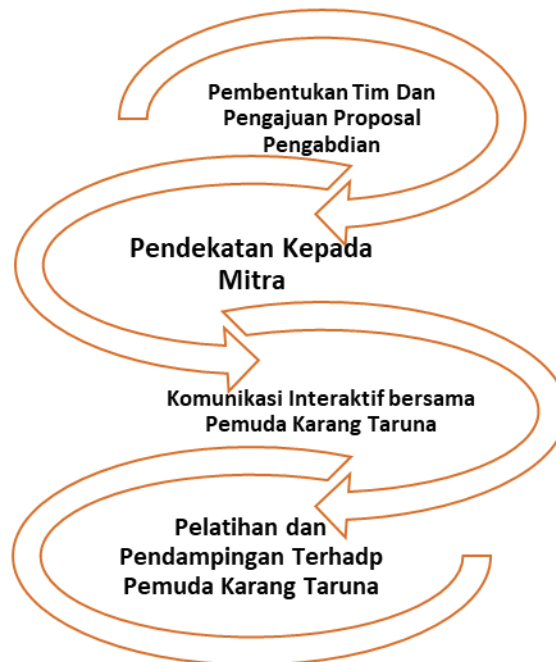 Pembentukan Tim Dan
Pengajuan Proposal
Pengabdian
Pendekatan Kepada
Mitra
Komunikasi Interaktif bersama
Pemuda Karang Taruna
Pelatihan dan
Pendampingan Terhadp
Pemuda Karang Taruna